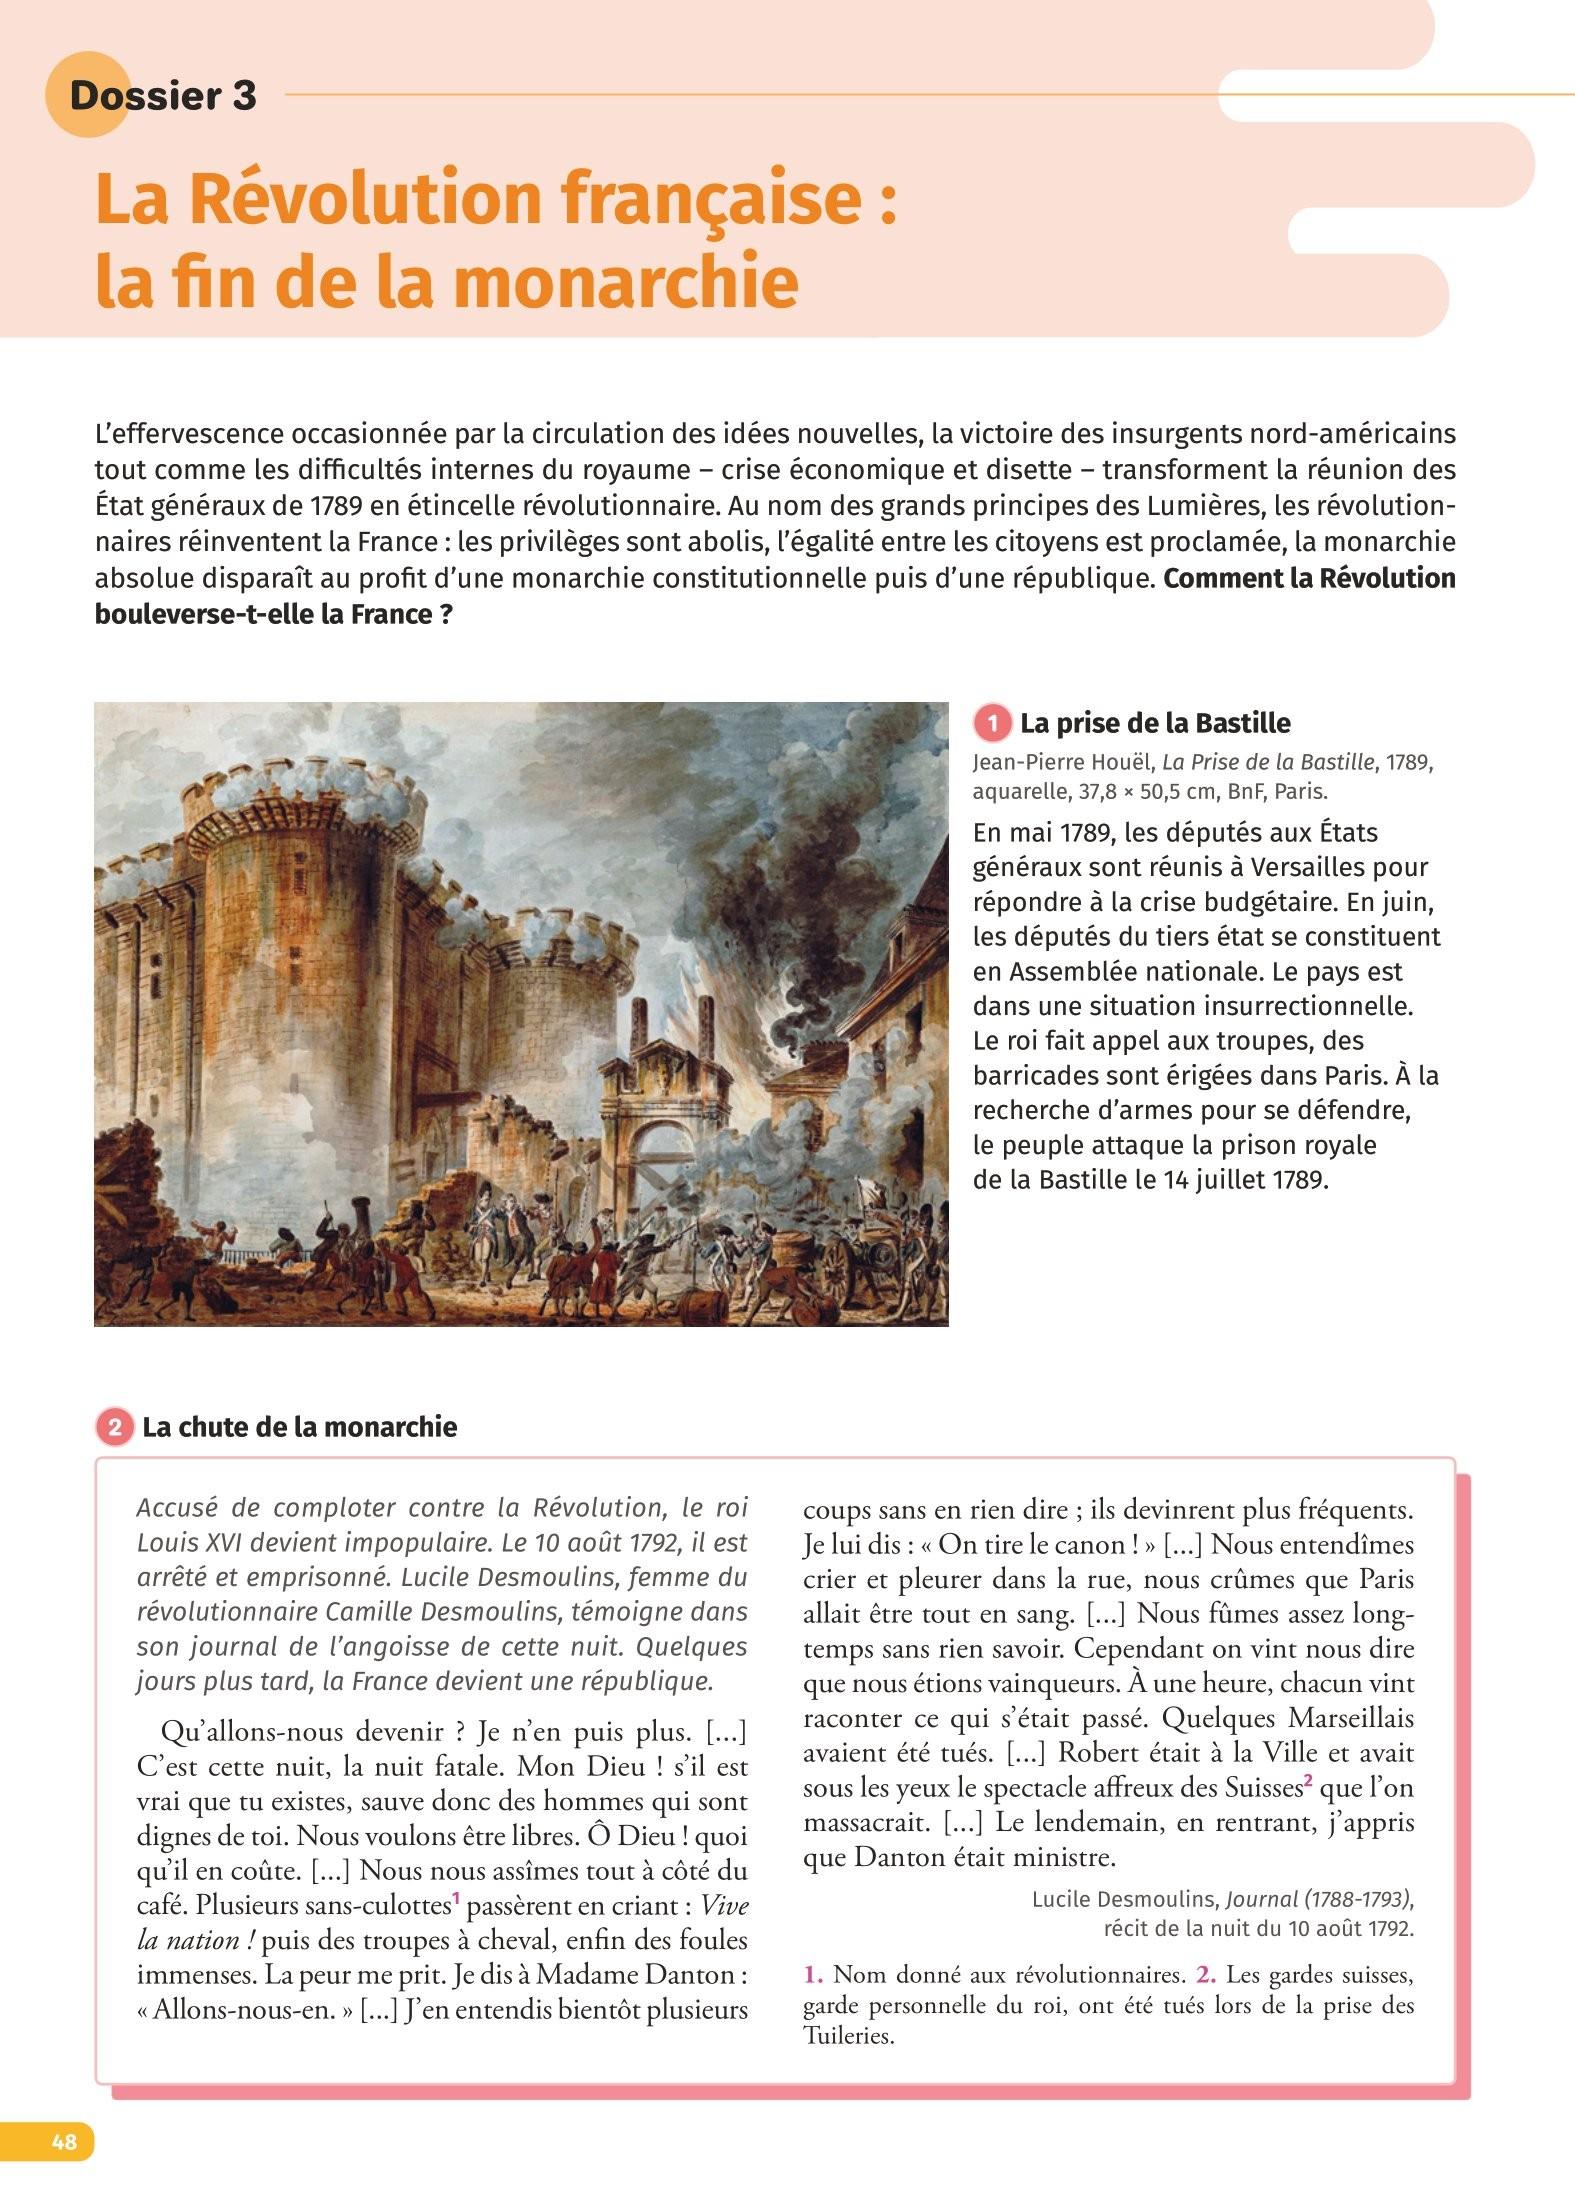 Dossier 3
La Révolution française :
la fin de la monarchie
L’effervescence occasionnée par la circulation des idées nouvelles, la victoire des insurgents nord-américains
tout comme les difficultés internes du royaume – crise économique et disette – transforment la réunion des
État généraux de 1789 en étincelle révolutionnaire. Au nom des grands principes des Lumières, les révolution-
naires réinventent la France : les privilèges sont abolis, l’égalité entre les citoyens est proclamée, la monarchie
absolue disparaît au profit d’une monarchie constitutionnelle puis d’une république. Comment la Révolution
bouleverse-t-elle la France ?
1 La prise de la Bastille
Jean-Pierre Houël, La Prise de la Bastille, 1789,
aquarelle, 37,8 × 50,5 cm, BnF, Paris.
En mai 1789, les députés aux États
généraux sont réunis à Versailles pour
répondre à la crise budgétaire. En juin,
les députés du tiers état se constituent
en Assemblée nationale. Le pays est
dans une situation insurrectionnelle.
Le roi fait appel aux troupes, des
barricades sont érigées dans Paris. À la
recherche d’armes pour se défendre,
le peuple attaque la prison royale
de la Bastille le 14 juillet 1789.
2 La chute de la monarchie
Accusé de comploter contre la Révolution, le roi
Louis XVI devient impopulaire. Le 10 août 1792, il est
arrêté et emprisonné. Lucile Desmoulins, femme du
révolutionnaire Camille Desmoulins, témoigne dans
son journal de l’angoisse de cette nuit. Quelques
jours plus tard, la France devient une république.
Qu’allons-nous devenir ? Je n’en puis plus. [...]
C’est cette nuit, la nuit fatale. Mon Dieu ! s’il est
vrai que tu existes, sauve donc des hommes qui sont
dignes de toi. Nous voulons être libres. Ô Dieu ! quoi
qu’il en coûte. [...] Nous nous assîmes tout à côté du
café. Plusieurs sans-culottes¹ passèrent en criant : Vive
la nation ! puis des troupes à cheval, enfin des foules
immenses. La peur me prit. Je dis à Madame Danton :
« Allons-nous-en. » [...] J’en entendis bientôt plusieurs
coups sans en rien dire ; ils devinrent plus fréquents.
Je lui dis : « On tire le canon ! » [...] Nous entendîmes
crier et pleurer dans la rue, nous crûmes que Paris
allait être tout en sang. [...] Nous fûmes assez long-
temps sans rien savoir. Cependant on vint nous dire
que nous étions vainqueurs. À une heure, chacun vint
raconter ce qui s’était passé. Quelques Marseillais
avaient été tués. [...] Robert était à la Ville et avait
sous les yeux le spectacle affreux des Suisses² que l’on
massacrait. [...] Le lendemain, en rentrant, j’appris
que Danton était ministre.
Lucile Desmoulins, Journal (1788-1793),
récit de la nuit du 10 août 1792.
1. Nom donné aux révolutionnaires. 2. Les gardes suisses,
garde personnelle du roi, ont été tués lors de la prise des
Tuileries.
48